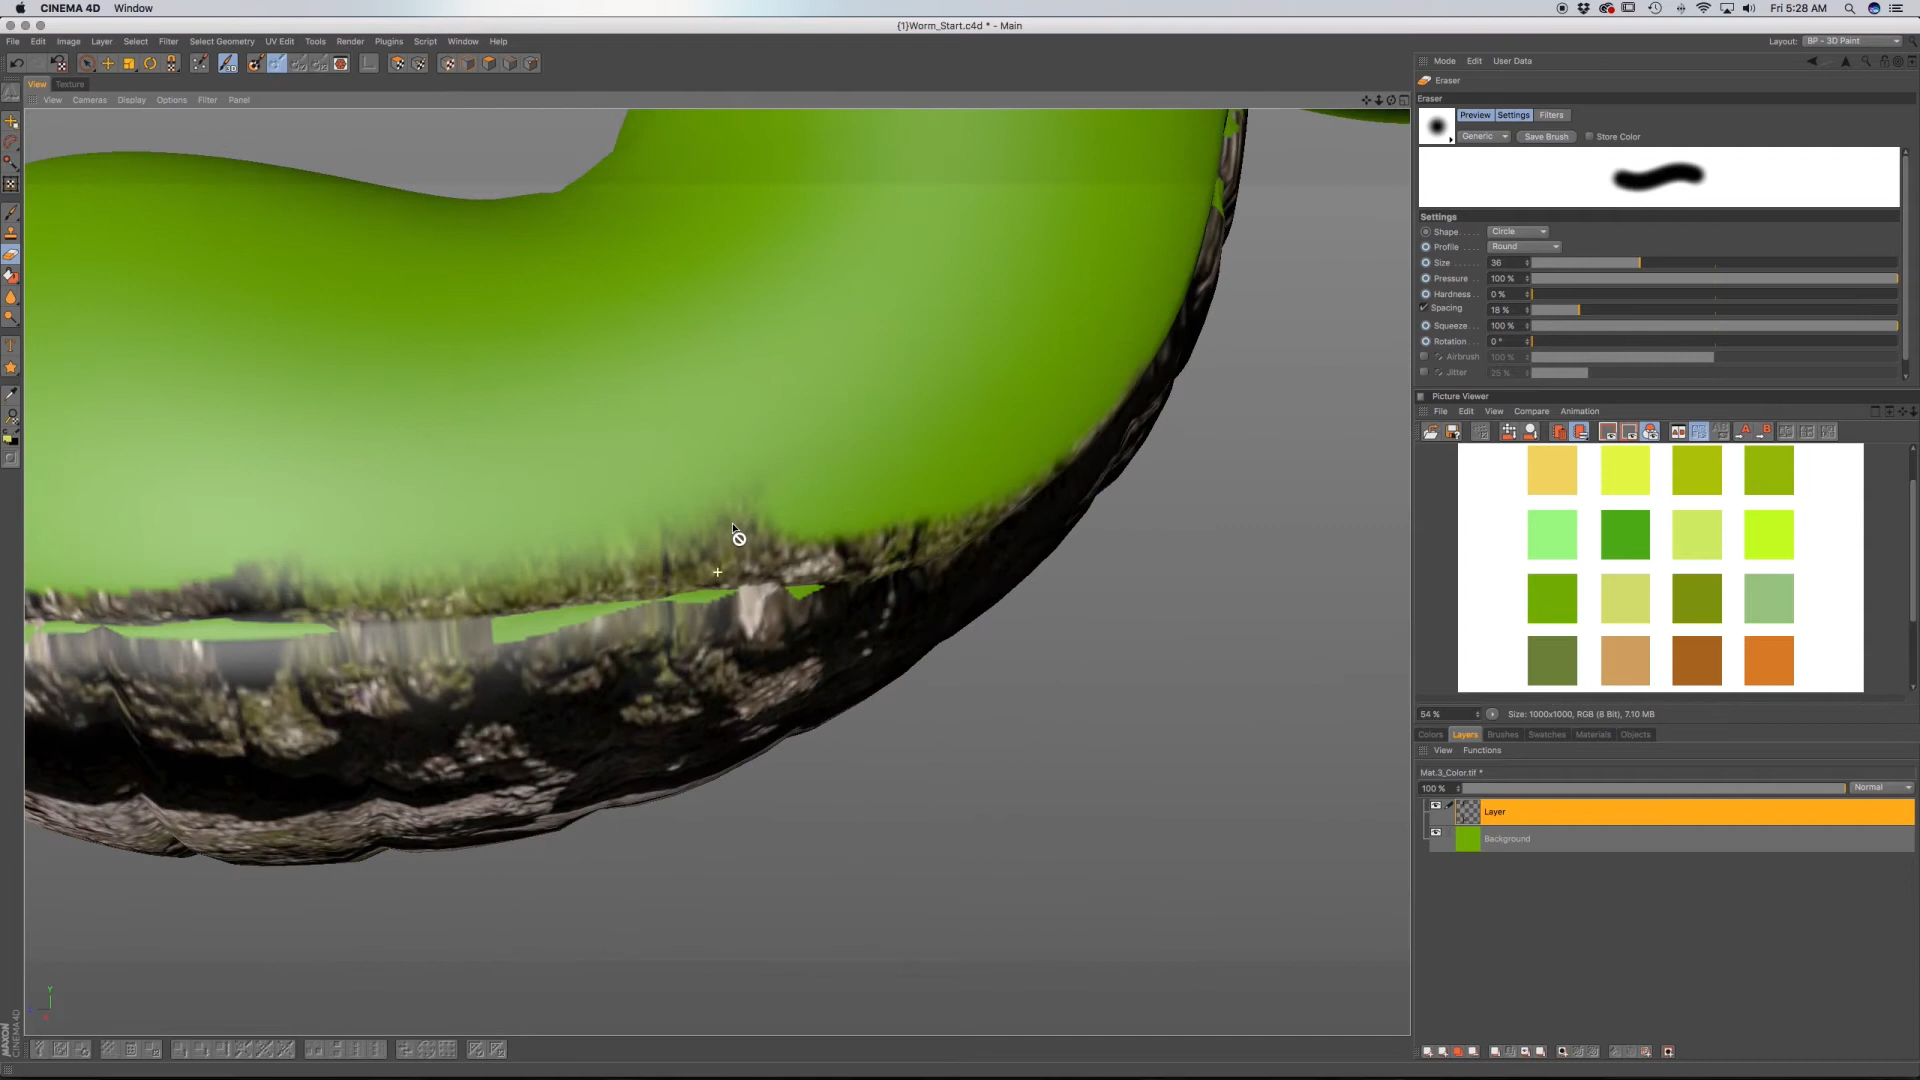 CINEMA 4D Window Fri 5:28 AM
{1}Worm_Start.c4d * - Main
File Edit Image Layer Select Filter Select Geometry UV Edit Tools Render Plugins Script Window Help Layout: BP - 3D Paint
View Texture
View Cameras Display Options Filter Panel
Mode Edit User Data
Eraser
Eraser
Preview Settings Filters
Generic Save Brush Store Color
Settings
Shape..... Circle
Profile.... Round
Size...... 36
Pressure.. 100 %
Hardness.. 0 %
Spacing 18 %
Squeeze... 100 %
Rotation.. 0 °
Airbrush 100 %
Jitter 25 %
Picture Viewer
File Edit View Compare Animation
54 % Size: 1000x1000, RGB (8 Bit), 7.10 MB
Colors Layers Brushes Swatches Materials Objects
View Functions
Mat.3_Color.tif *
100 % Normal
Layer
Background
Y
MAXON
CINEMA4D